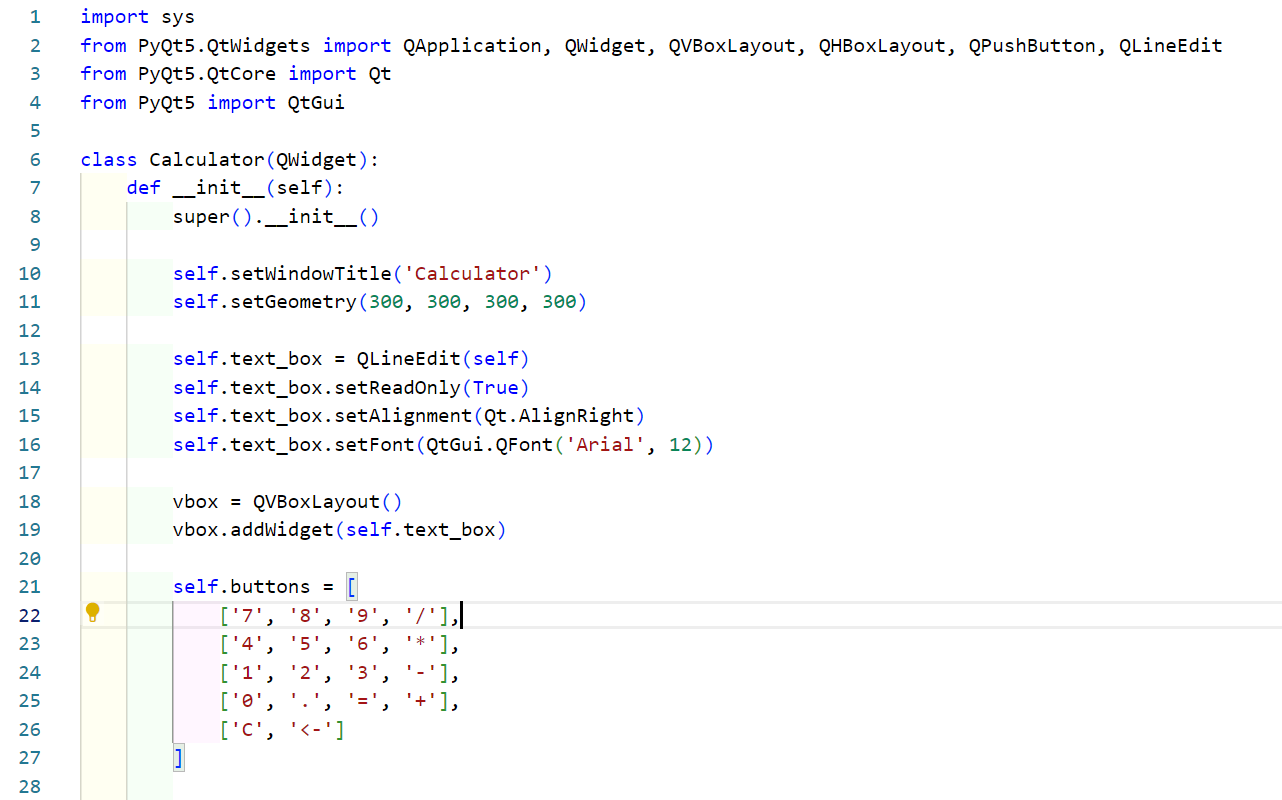 1 import sys
2 from PyQt5.QtWidgets import QApplication, QWidget, QVBoxLayout, QHBoxLayout, QPushButton, QLineEdit
3 from PyQt5.QtCore import Qt
4 from PyQt5 import QtGui
5
6 class Calculator(QWidget):
7     def __init__(self):
8         super().__init__()
9
10         self.setWindowTitle('Calculator')
11         self.setGeometry(300, 300, 300, 300)
12
13         self.text_box = QLineEdit(self)
14         self.text_box.setReadOnly(True)
15         self.text_box.setAlignment(Qt.AlignRight)
16         self.text_box.setFont(QtGui.QFont('Arial', 12))
17
18         vbox = QVBoxLayout()
19         vbox.addWidget(self.text_box)
20
21         self.buttons = [
22             ['7', '8', '9', '/'],
23             ['4', '5', '6', '*'],
24             ['1', '2', '3', '-'],
25             ['0', '.', '=', '+'],
26             ['C', '<-']
27         ]
28